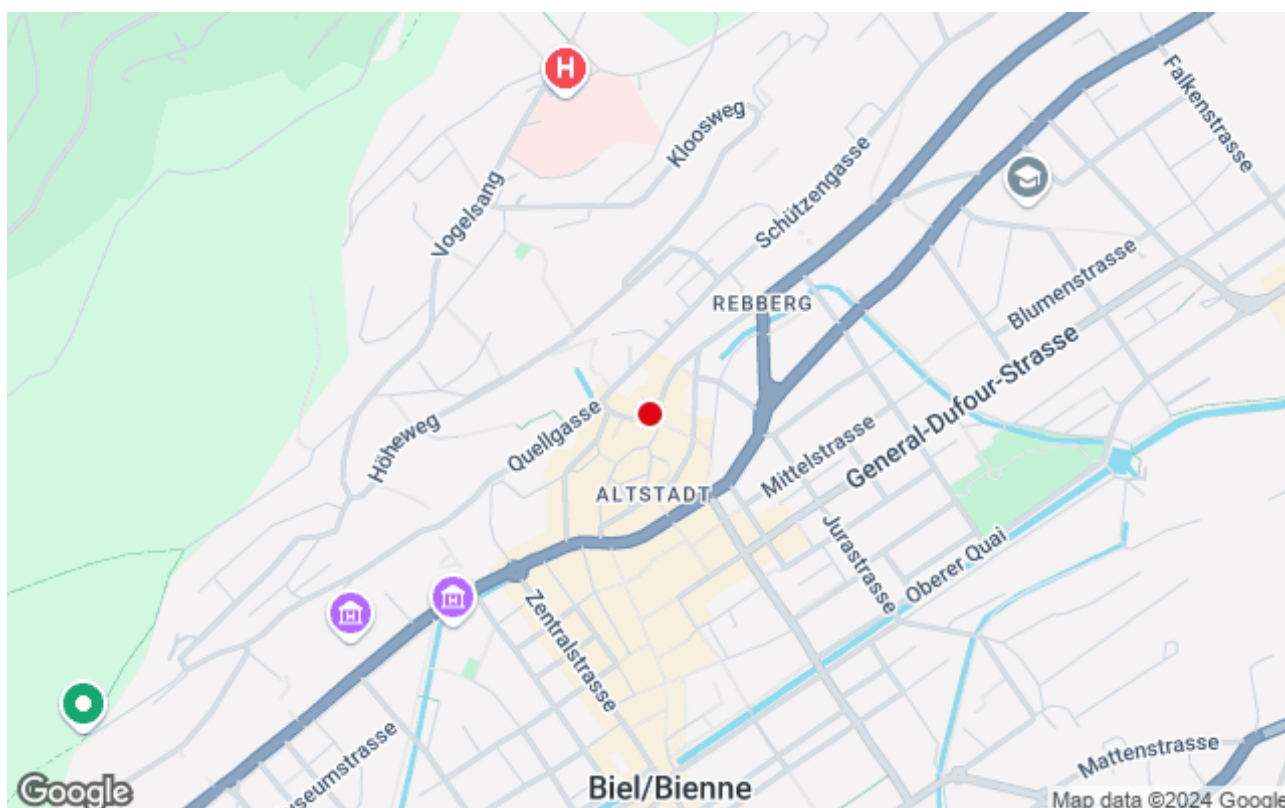 H
Falkenstrasse
Kloosweg
Schützengasse
Vogelsang
Blumenstrasse
REBBERG
General-Dufour-Strasse
Höheweg
Quellgasse
Mittelstrasse
ALTSTADT
Jurastrasse
Oberer Quai
Zentralstrasse
useumstrasse
Mattenstrasse
Biel/Bienne
Google
Map data ©2024 Google